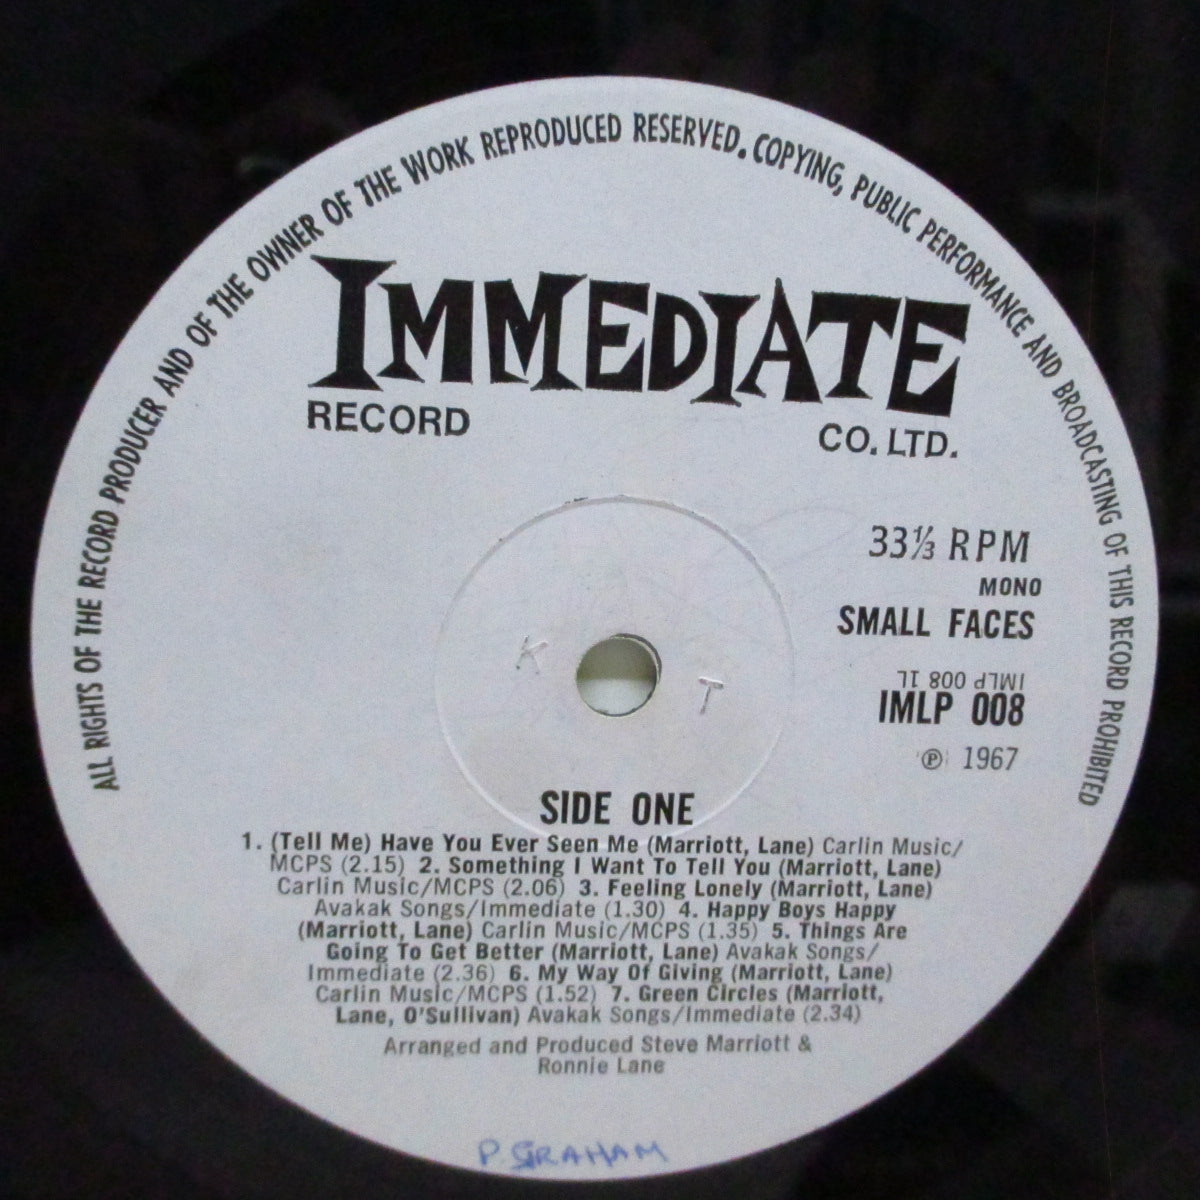 ALL RIGHTS OF THE RECORD PRODUCER AND OF THE OWNER OF THE WORK REPRODUCED RESERVED. COPYING, PUBLIC PERFORMANCE AND BROADCASTING OF THIS RECORD PROHIBITED
IMMEDIATE
RECORD CO. LTD.
33⅓ RPM
MONO
SMALL FACES
IMLP 008 1L
IMLP 008
℗ 1967
K T
SIDE ONE
1. (Tell Me) Have You Ever Seen Me (Marriott, Lane) Carlin Music/
MCPS (2.15) 2. Something I Want To Tell You (Marriott, Lane)
Carlin Music/MCPS (2.06) 3. Feeling Lonely (Marriott, Lane)
Avakak Songs/Immediate (1.30) 4. Happy Boys Happy
(Marriott, Lane) Carlin Music/MCPS (1.35) 5. Things Are
Going To Get Better (Marriott, Lane) Avakak Songs/
Immediate (2.36) 6. My Way Of Giving (Marriott, Lane)
Carlin Music/MCPS (1.52) 7. Green Circles (Marriott,
Lane, O'Sullivan) Avakak Songs/Immediate (2.34)
Arranged and Produced Steve Marriott &
Ronnie Lane
P GRAHAM